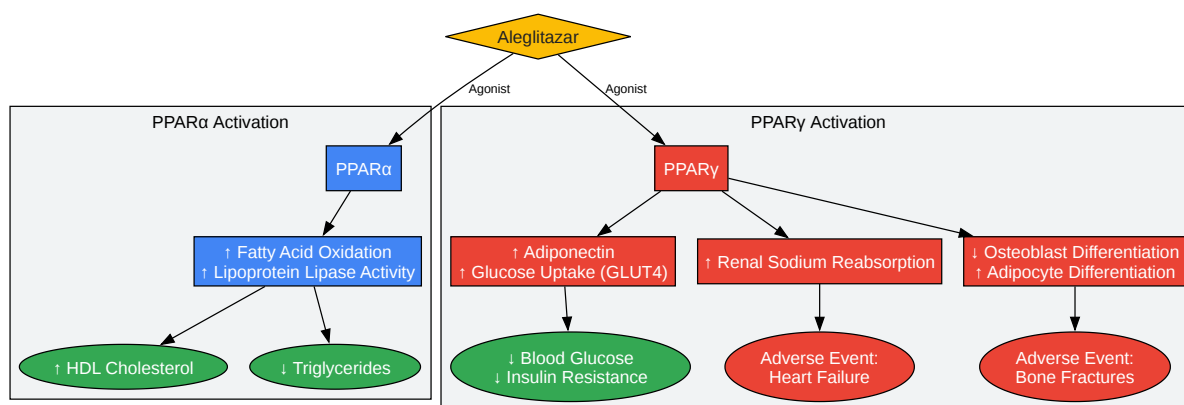 Aleglitazar
Agonist
Agonist
PPARα Activation
PPARγ Activation
PPARα
PPARγ
↑ Fatty Acid Oxidation
↑ Lipoprotein Lipase Activity
↑ Adiponectin
↑ Glucose Uptake (GLUT4)
↑ Renal Sodium Reabsorption
↓ Osteoblast Differentiation
↑ Adipocyte Differentiation
↑ HDL Cholesterol
↓ Triglycerides
↓ Blood Glucose
↓ Insulin Resistance
Adverse Event:
Heart Failure
Adverse Event:
Bone Fractures